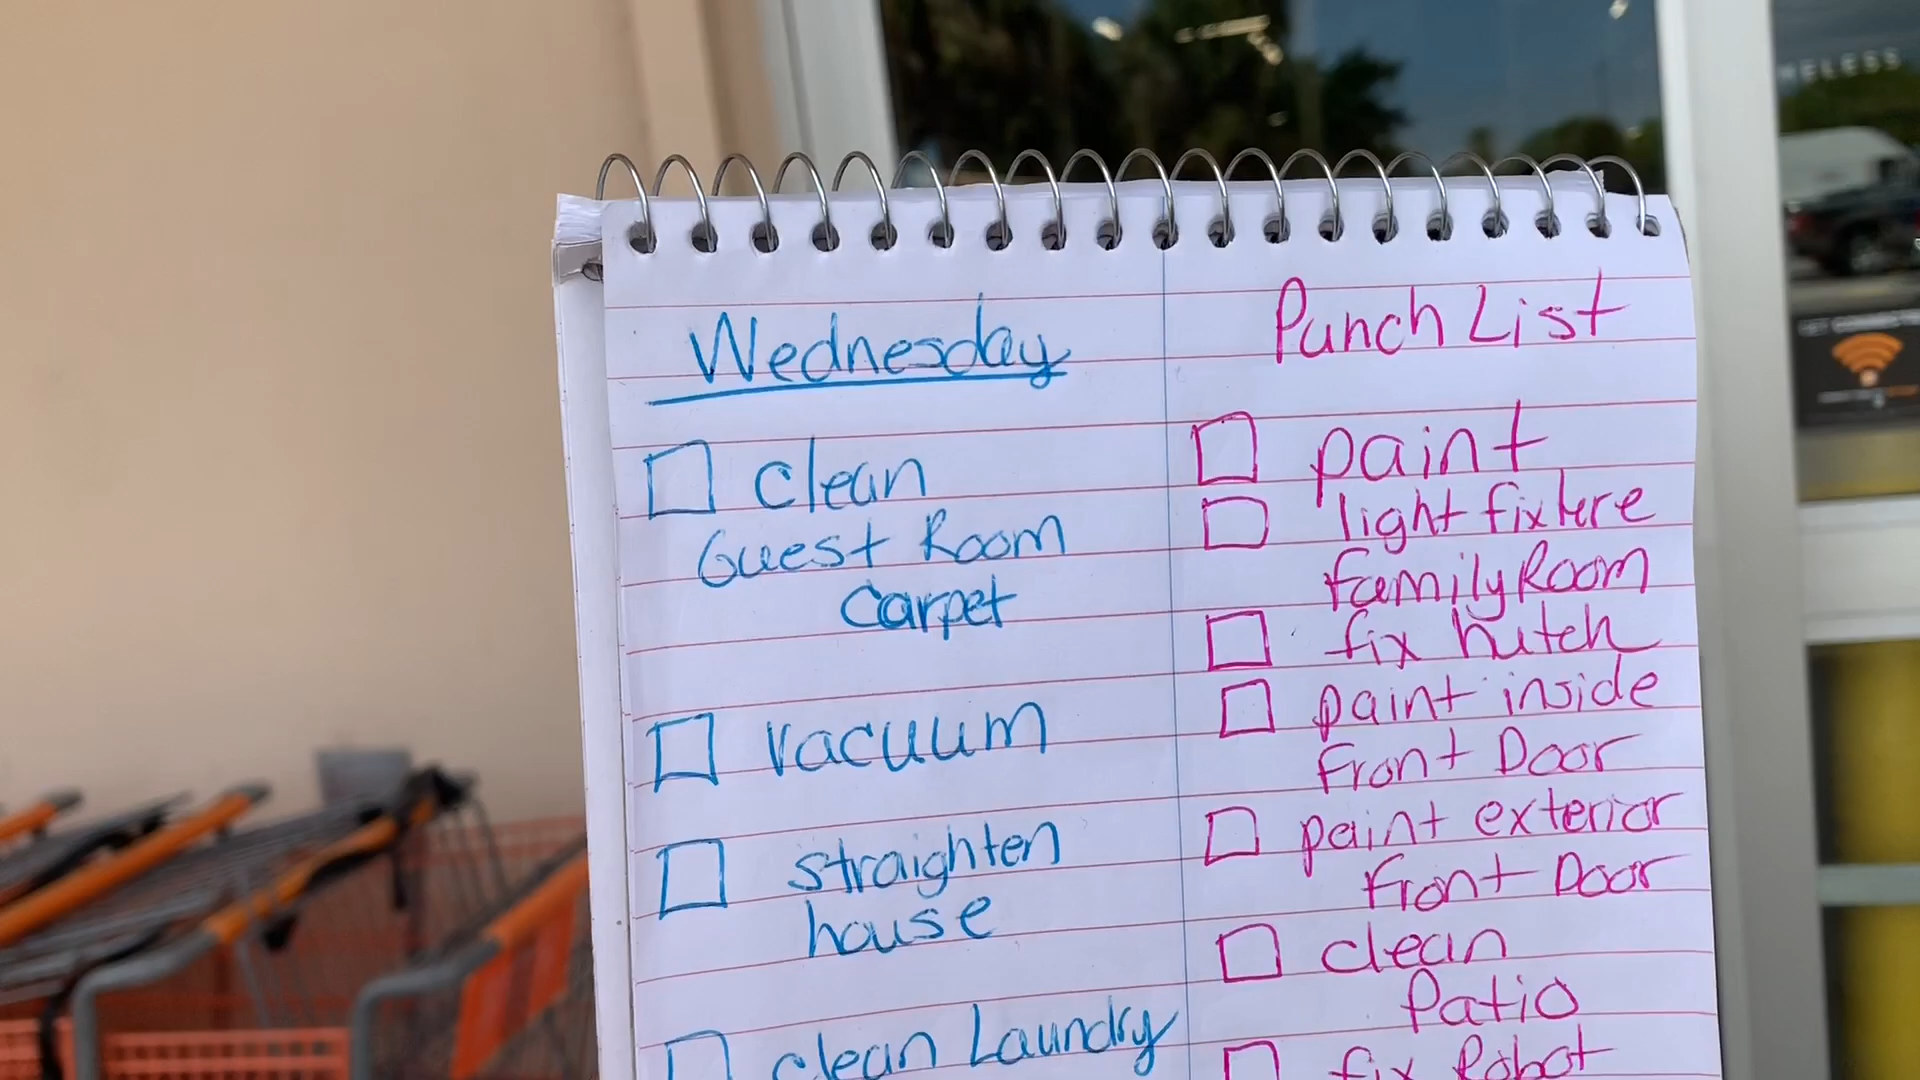 Wednesday
clean
Guest Room
Carpet
vacuum
straighten
house
clean Laundry
Punch List
paint
light fixture
family Room
fix hutch
paint inside
front Door
paint exterior
front Door
clean
Patio
fix Robot